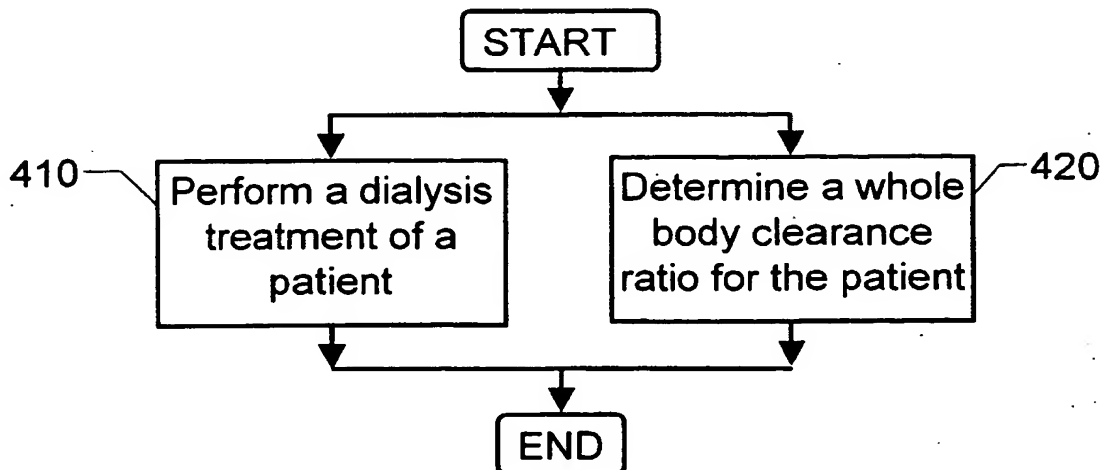 START
410
Perform a dialysis
treatment of a
patient
Determine a whole
body clearance
ratio for the patient
420
END